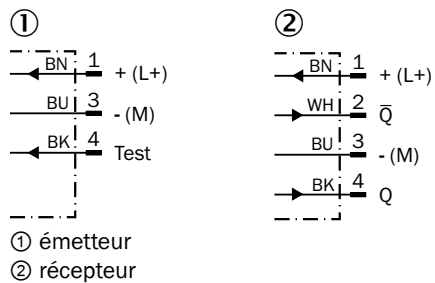 ① ②
BN 1 + (L+)
BU 3 - (M)
BK 4 Test
BN 1 + (L+)
WH 2 Q̅
BU 3 - (M)
BK 4 Q
① émetteur
② récepteur